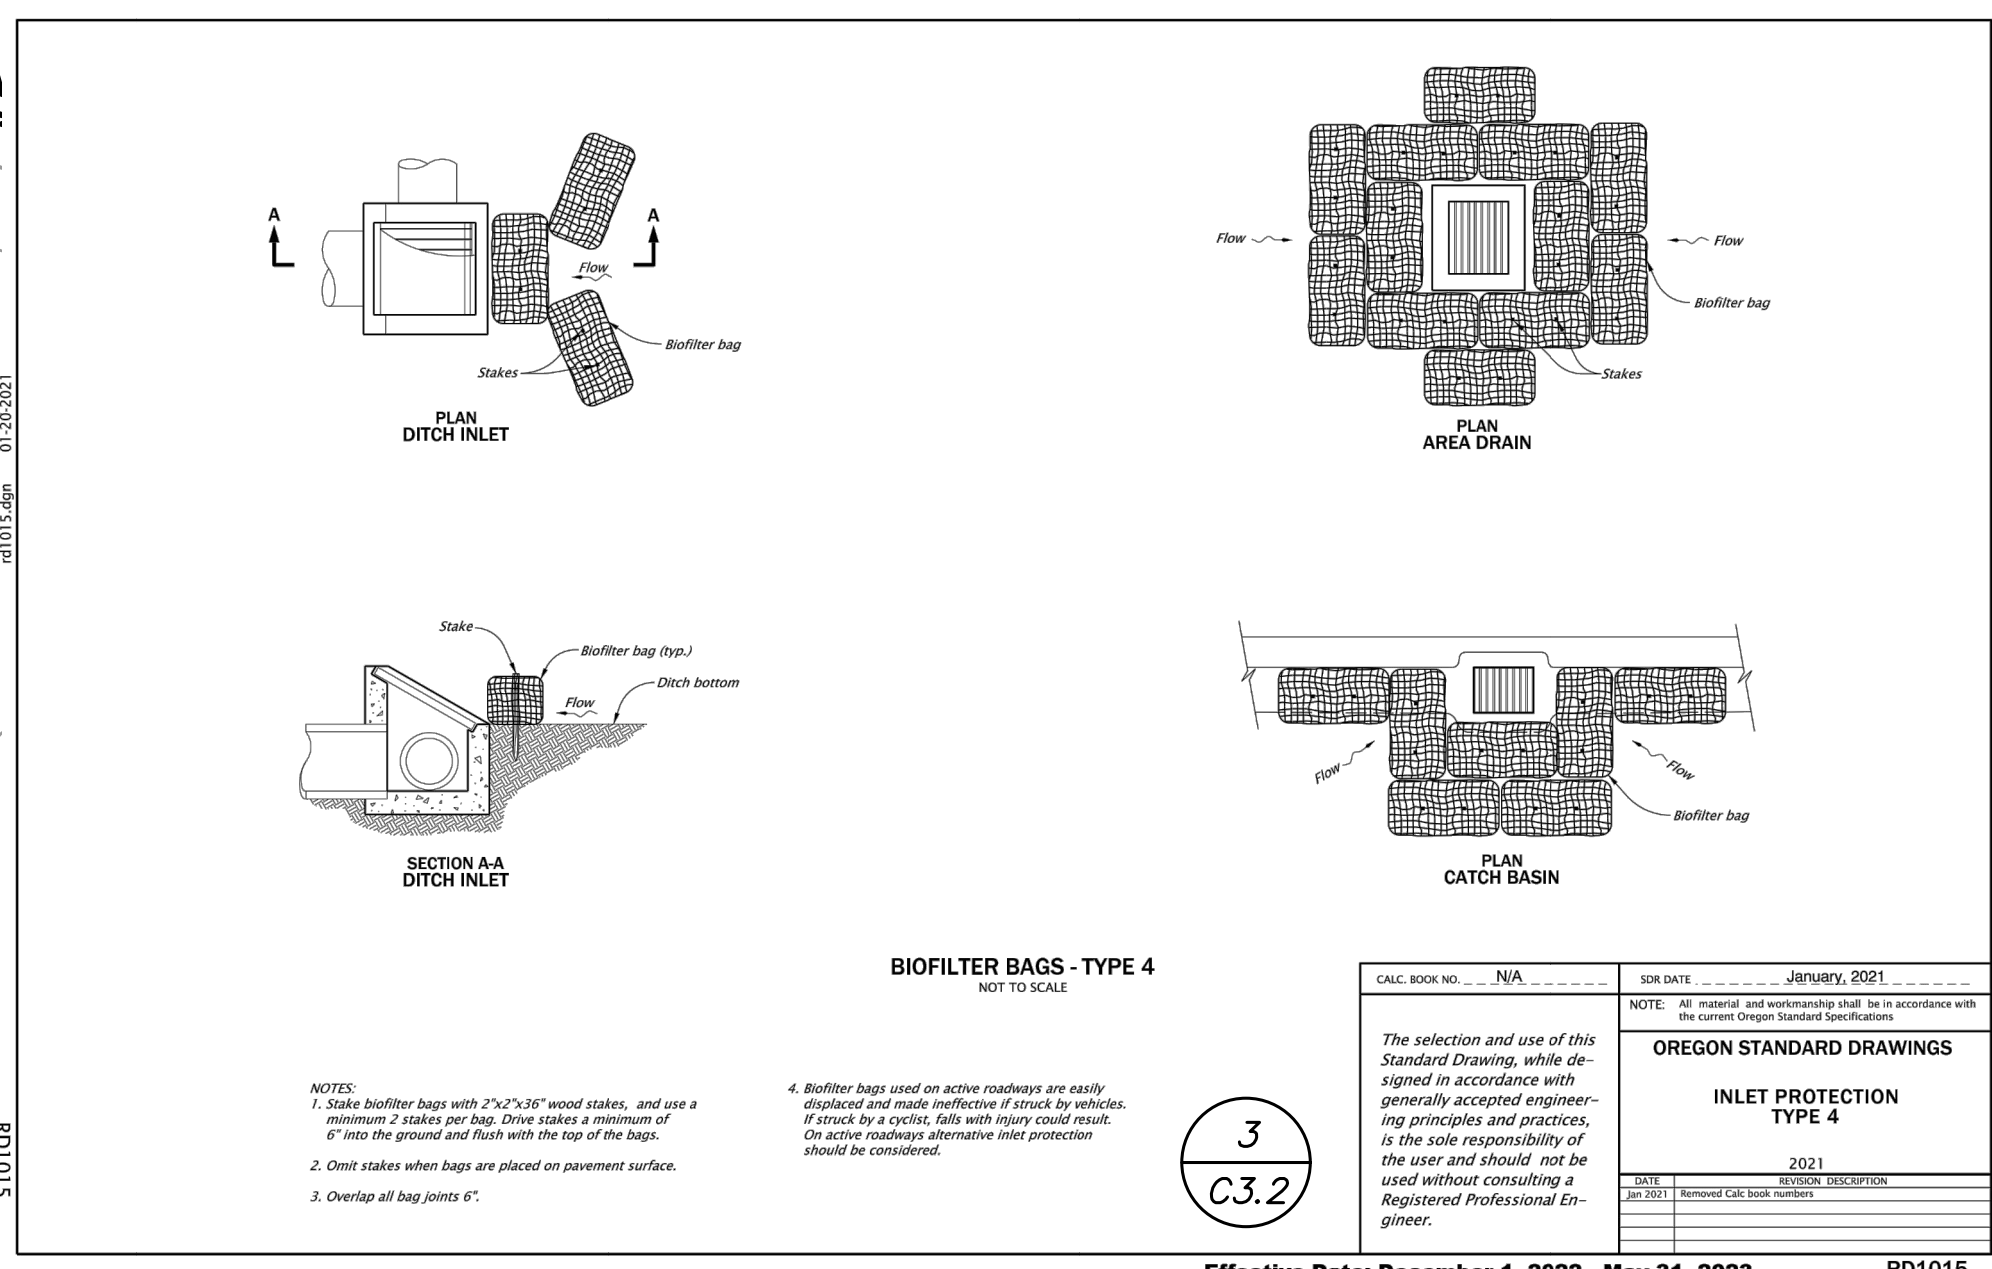 A
A
Flow
Biofilter bag
Stakes
PLAN
DITCH INLET
Flow
Flow
Biofilter bag
Stakes
PLAN
AREA DRAIN
Stake
Biofilter bag (typ.)
Ditch bottom
Flow
SECTION A-A
DITCH INLET
Flow
Flow
Biofilter bag
PLAN
CATCH BASIN
BIOFILTER BAGS - TYPE 4
NOT TO SCALE
NOTES:
1. Stake biofilter bags with 2"x2"x36" wood stakes, and use a
minimum 2 stakes per bag. Drive stakes a minimum of
6" into the ground and flush with the top of the bags.
2. Omit stakes when bags are placed on pavement surface.
3. Overlap all bag joints 6".
4. Biofilter bags used on active roadways are easily
displaced and made ineffective if struck by vehicles.
If struck by a cyclist, falls with injury could result.
On active roadways alternative inlet protection
should be considered.
3
C3.2
CALC. BOOK NO. N/A
SDR DATE January, 2021
NOTE: All material and workmanship shall be in accordance with
the current Oregon Standard Specifications
The selection and use of this
Standard Drawing, while de-
signed in accordance with
generally accepted engineer-
ing principles and practices,
is the sole responsibility of
the user and should not be
used without consulting a
Registered Professional En-
gineer.
OREGON STANDARD DRAWINGS
INLET PROTECTION
TYPE 4
2021
DATE REVISION DESCRIPTION
Jan 2021 Removed Calc book numbers
rd1015.dgn 01-20-2021
RD1015
Effective Date: December 1, 2022 - May 31, 2023
RD1015